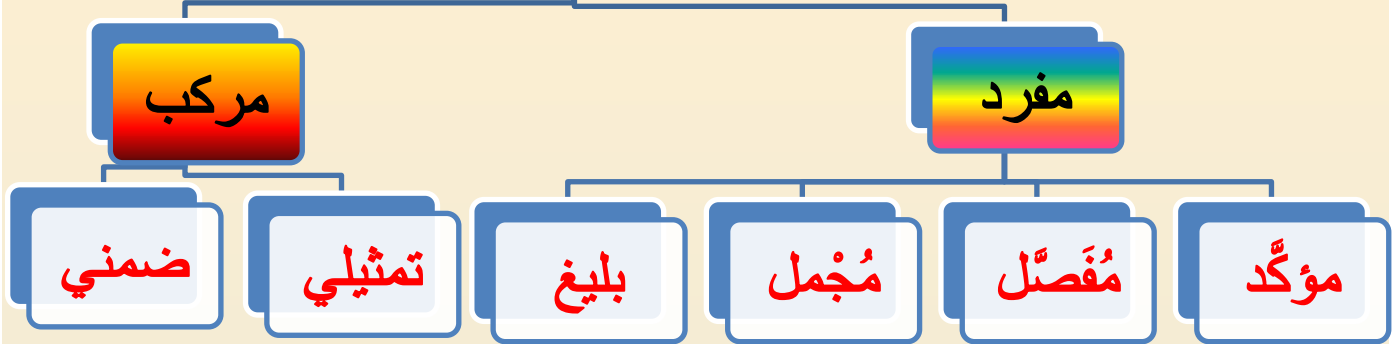 مفرد
مركب
مؤكَّد
مُفَصَّل
مُجْمل
بليغ
تمثيلي
ضمني